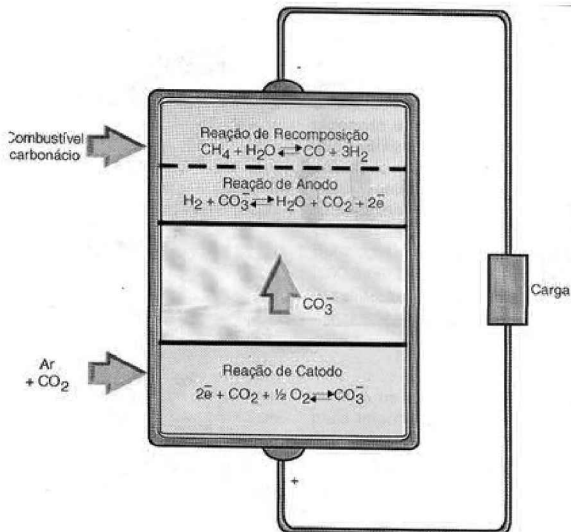 -
Combustível
carbonácio
Reação de Recomposição
CH₄ + H₂O ⇄ CO + 3H₂
Reação de Anodo
H₂ + CO₃⁻ ⇄ H₂O + CO₂ + 2e̅
CO₃⁻
Carga
Ar
+ CO₂
Reação de Catodo
2e̅ + CO₂ + ½ O₂ ⇄ CO₃⁻
+